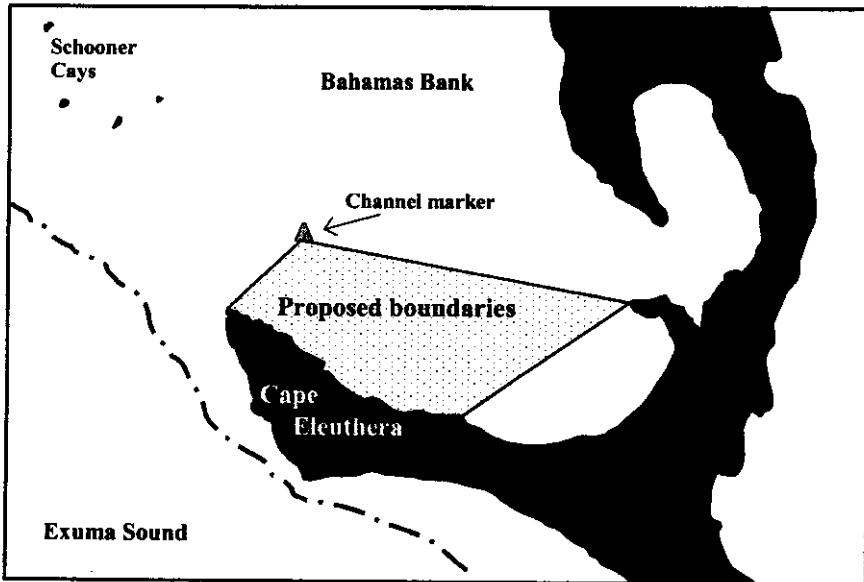 Schooner
Cays
Bahamas Bank
Channel marker
Proposed boundaries
Cape
Eleuthera
Exuma Sound